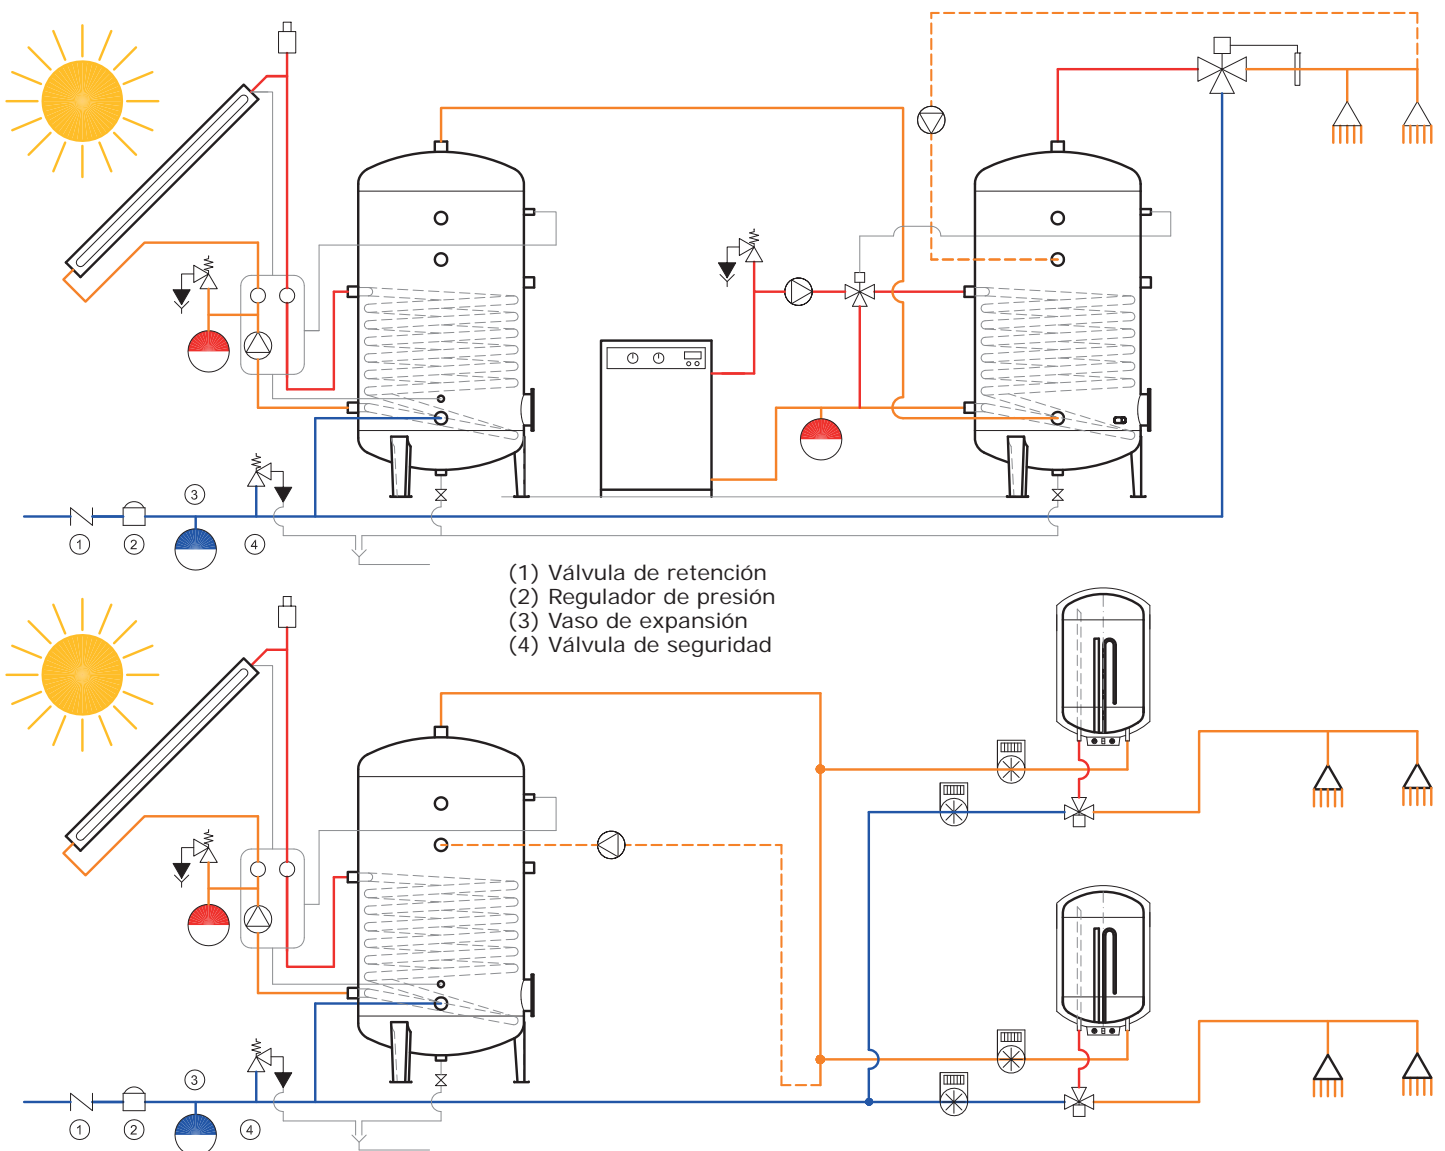 3
1
2
4
(1) Válvula de retención
(2) Regulador de presión
(3) Vaso de expansión
(4) Válvula de seguridad
3
1
2
4